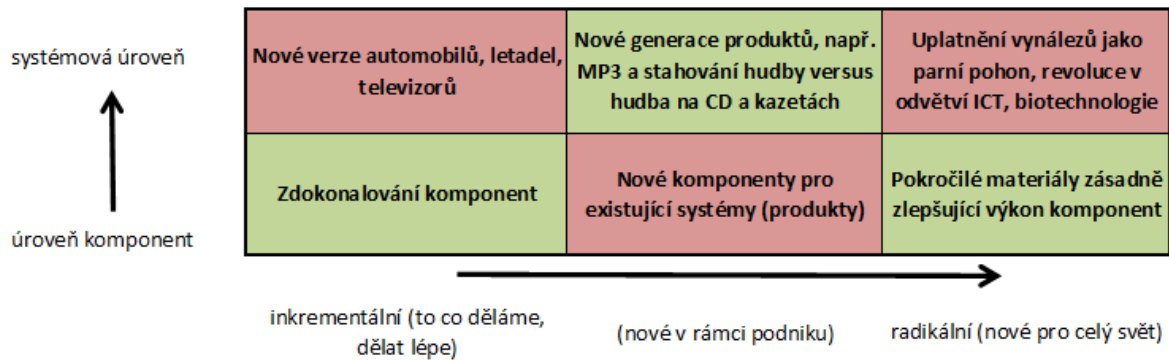 systémová úroveň
Nové verze automobilů, letadel,
televizorů
Nové generace produktů, např.
MP3 a stahování hudby versus
hudba na CD a kazetách
Uplatnění vynálezů jako
parní pohon, revoluce v
odvětví ICT, biotechnologie
úroveň komponent
Zdokonalování komponent
Nové komponenty pro
existující systémy (produkty)
Pokročilé materiály zásadně
zlepšující výkon komponent
inkrementální (to co děláme,
dělat lépe)
(nové v rámci podniku)
radikální (nové pro celý svět)